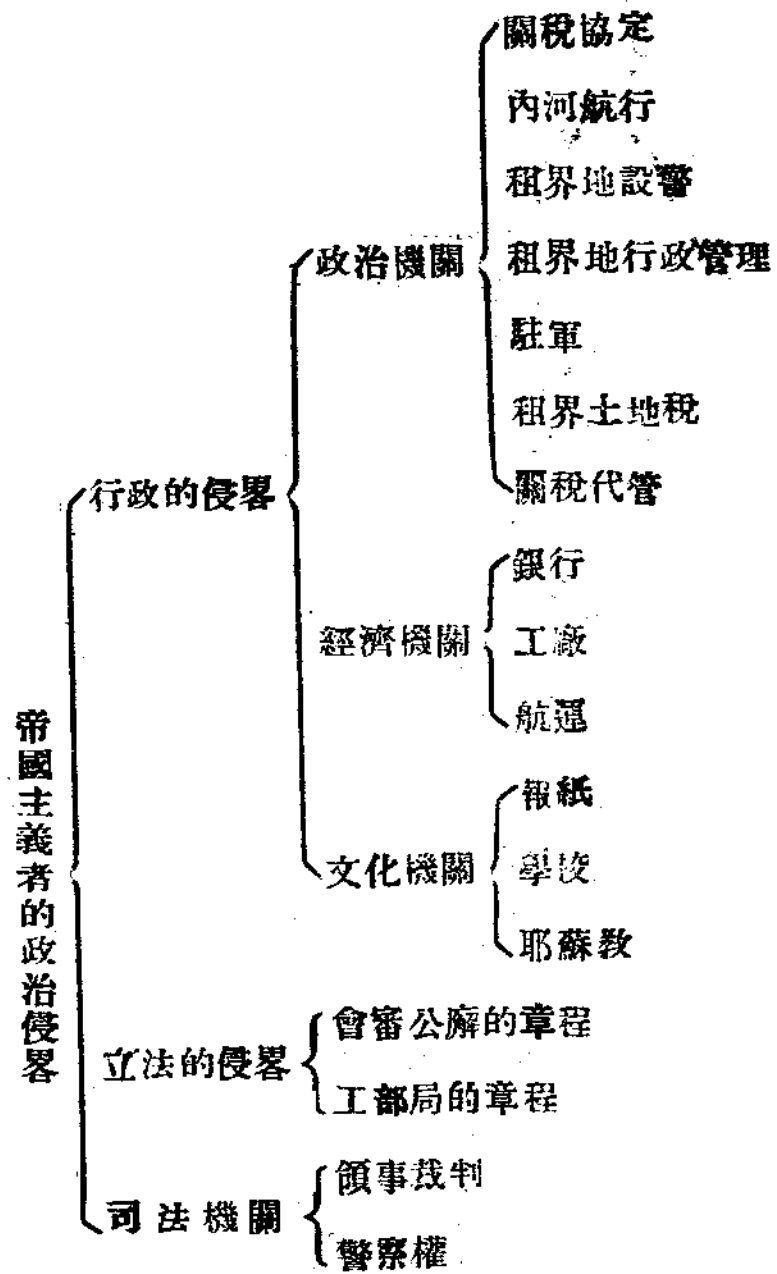 帝國主義者的政治侵畧
行政的侵畧
政治機關
關稅協定
內河航行
租界地設警
租界地行政管理
駐軍
租界土地稅
關稅代管
經濟機關
銀行
工廠
航運
文化機關
報紙
學校
耶蘇教
立法的侵畧
會審公廨的章程
工部局的章程
司法機關
領事裁判
警察權